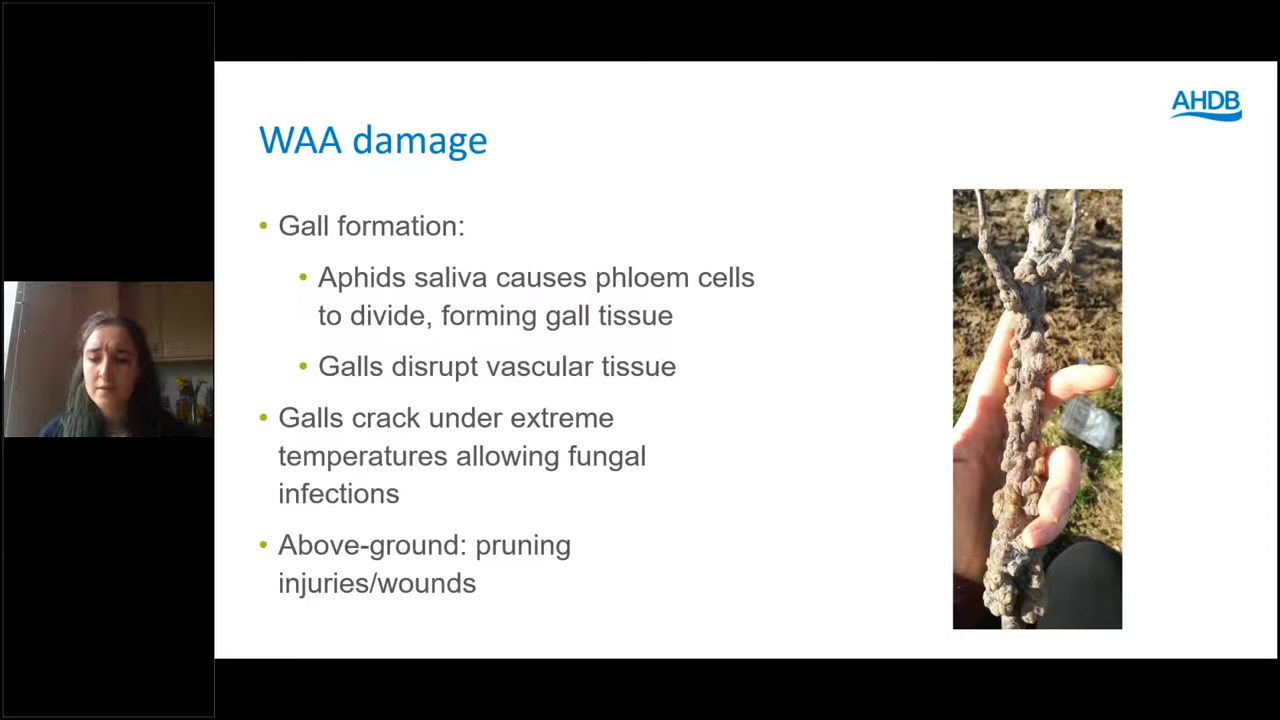 AHDB
WAA damage
• Gall formation:
• Aphids saliva causes phloem cells
to divide, forming gall tissue
• Galls disrupt vascular tissue
• Galls crack under extreme
temperatures allowing fungal
infections
• Above-ground: pruning
injuries/wounds